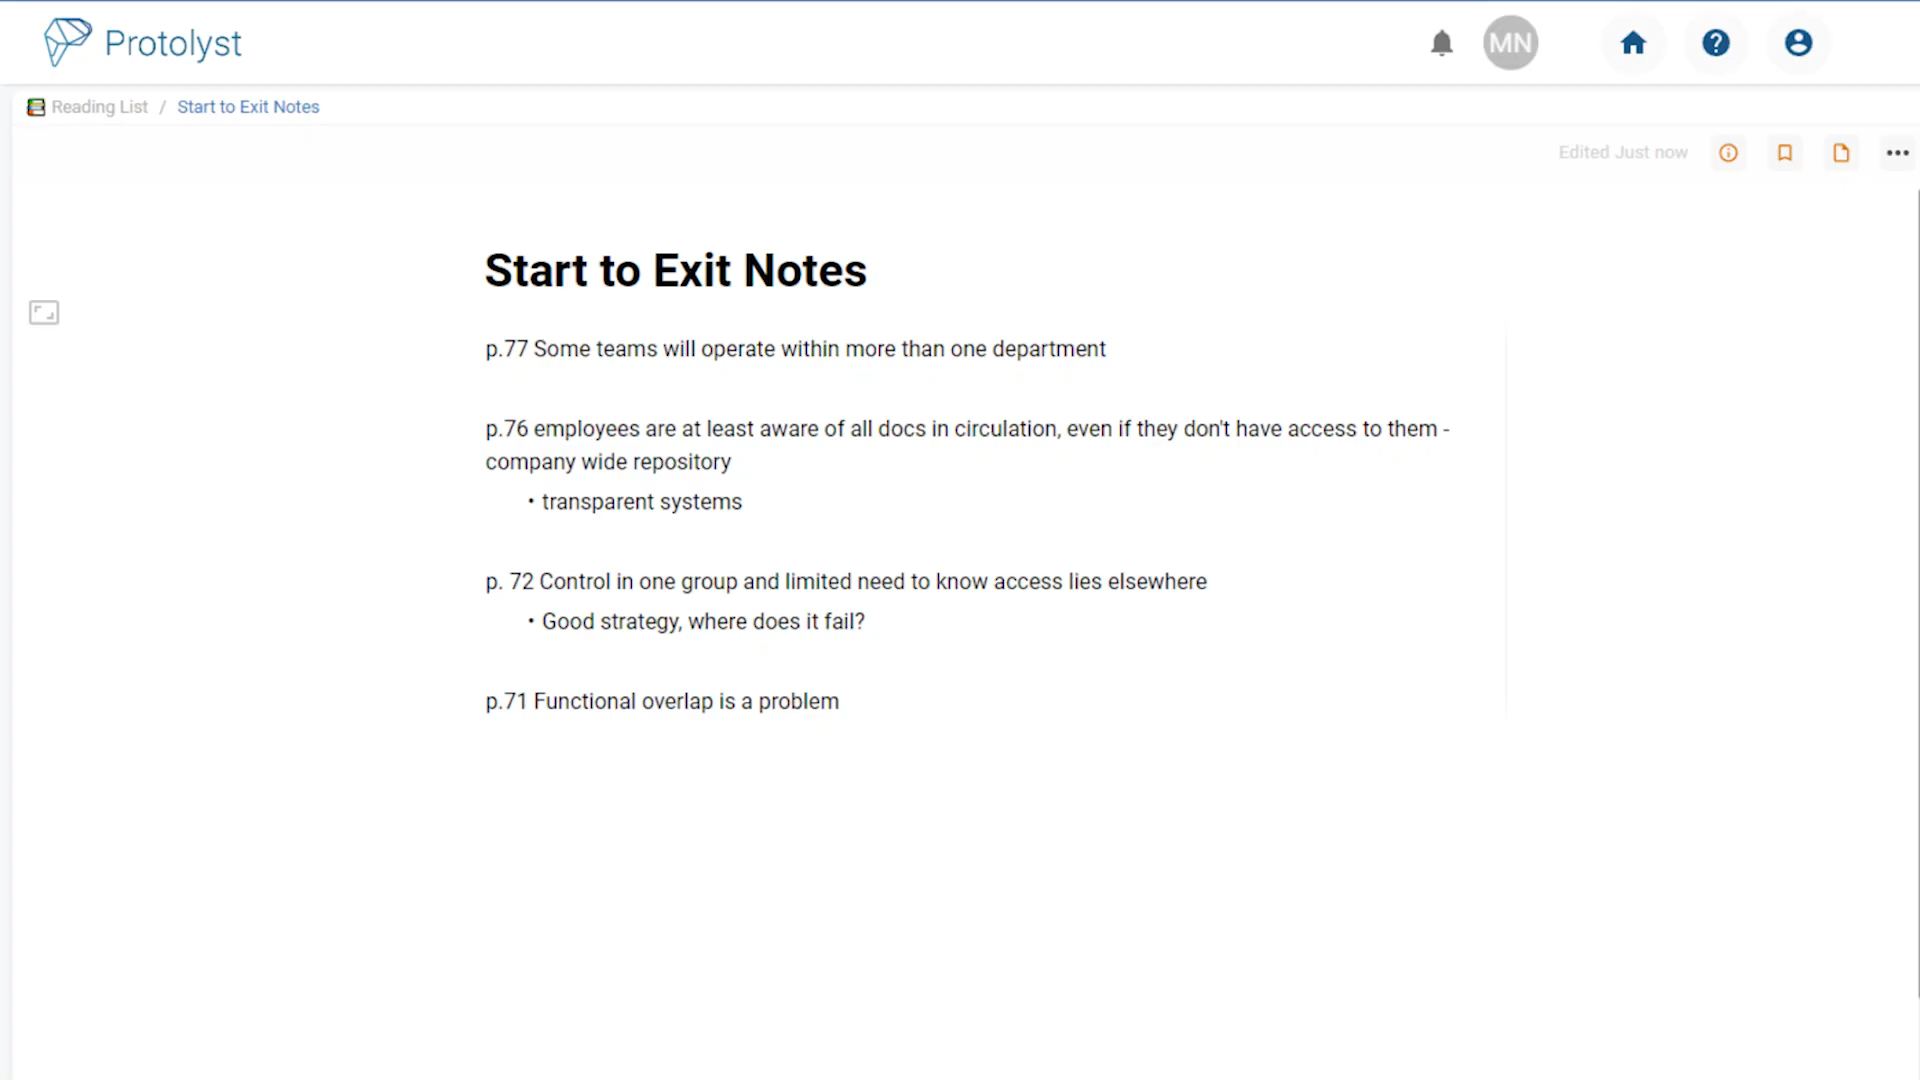 Protolyst
MN
Reading List / Start to Exit Notes
Edited Just now
Start to Exit Notes
p.77 Some teams will operate within more than one department
p.76 employees are at least aware of all docs in circulation, even if they don't have access to them -
company wide repository
• transparent systems
p. 72 Control in one group and limited need to know access lies elsewhere
• Good strategy, where does it fail?
p.71 Functional overlap is a problem